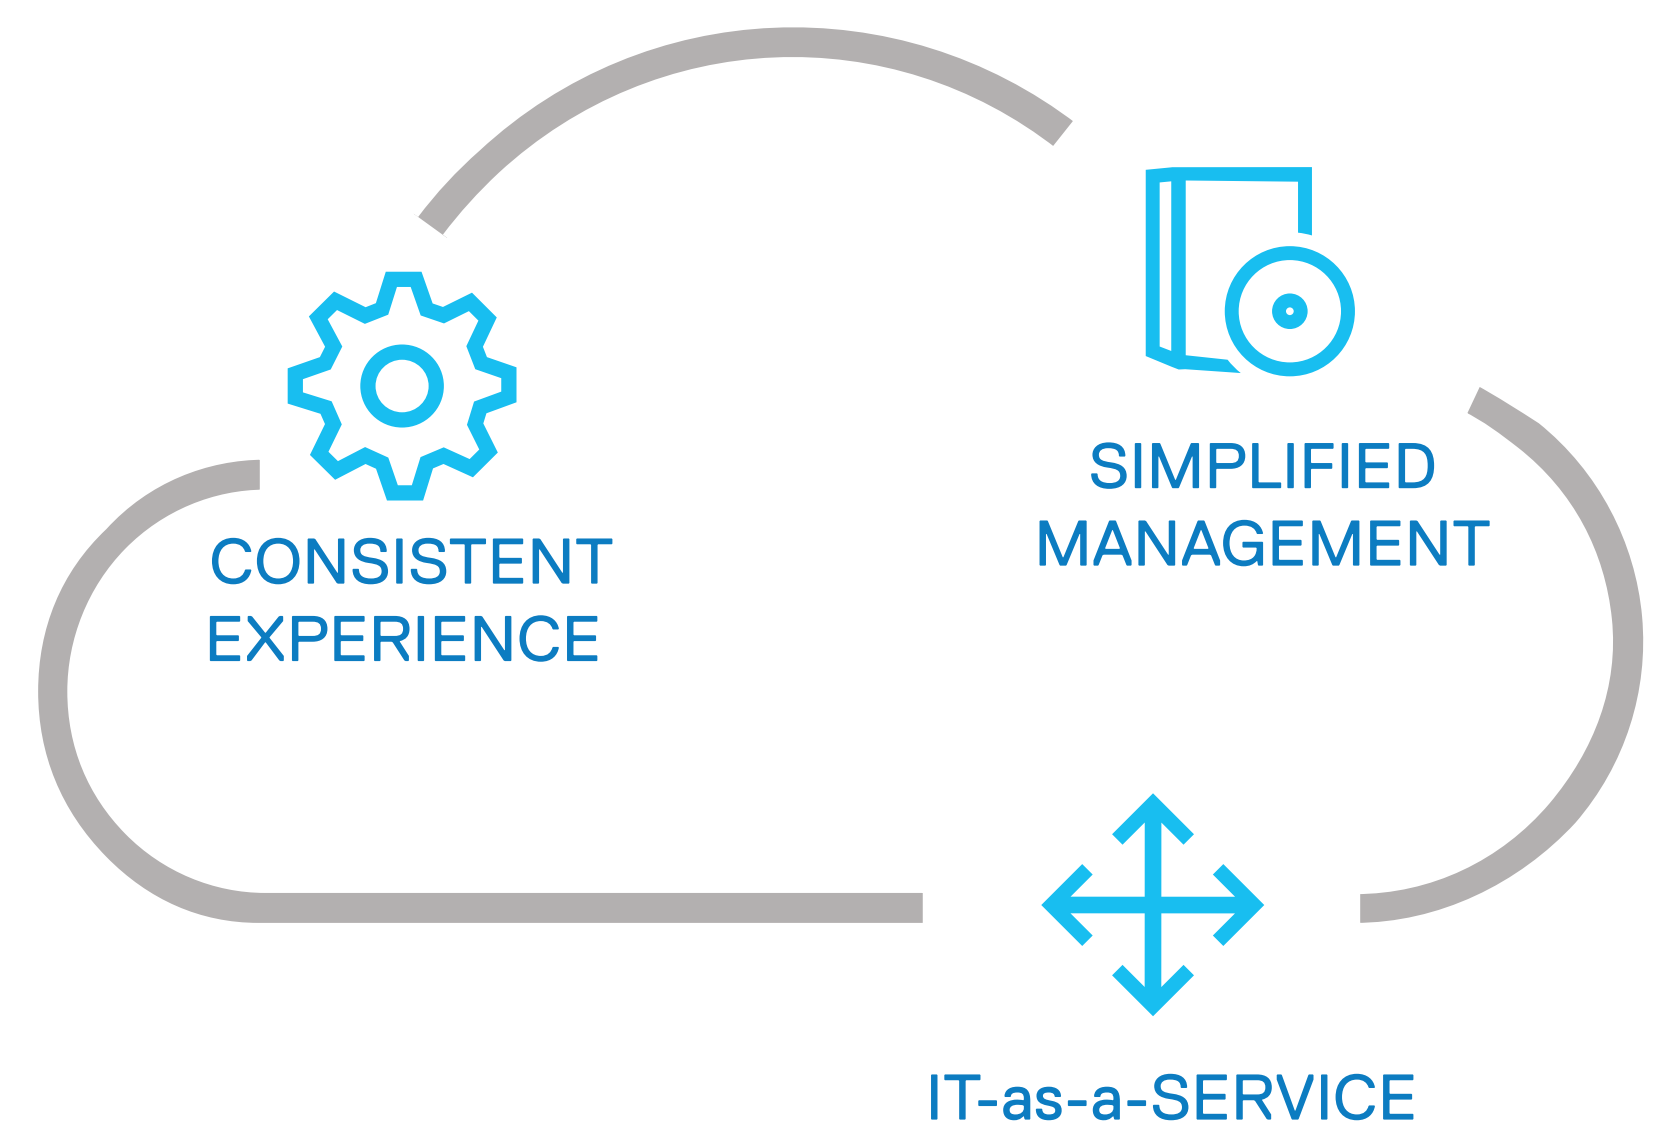 CONSISTENT
EXPERIENCE
SIMPLIFIED
MANAGEMENT
IT-as-a-SERVICE